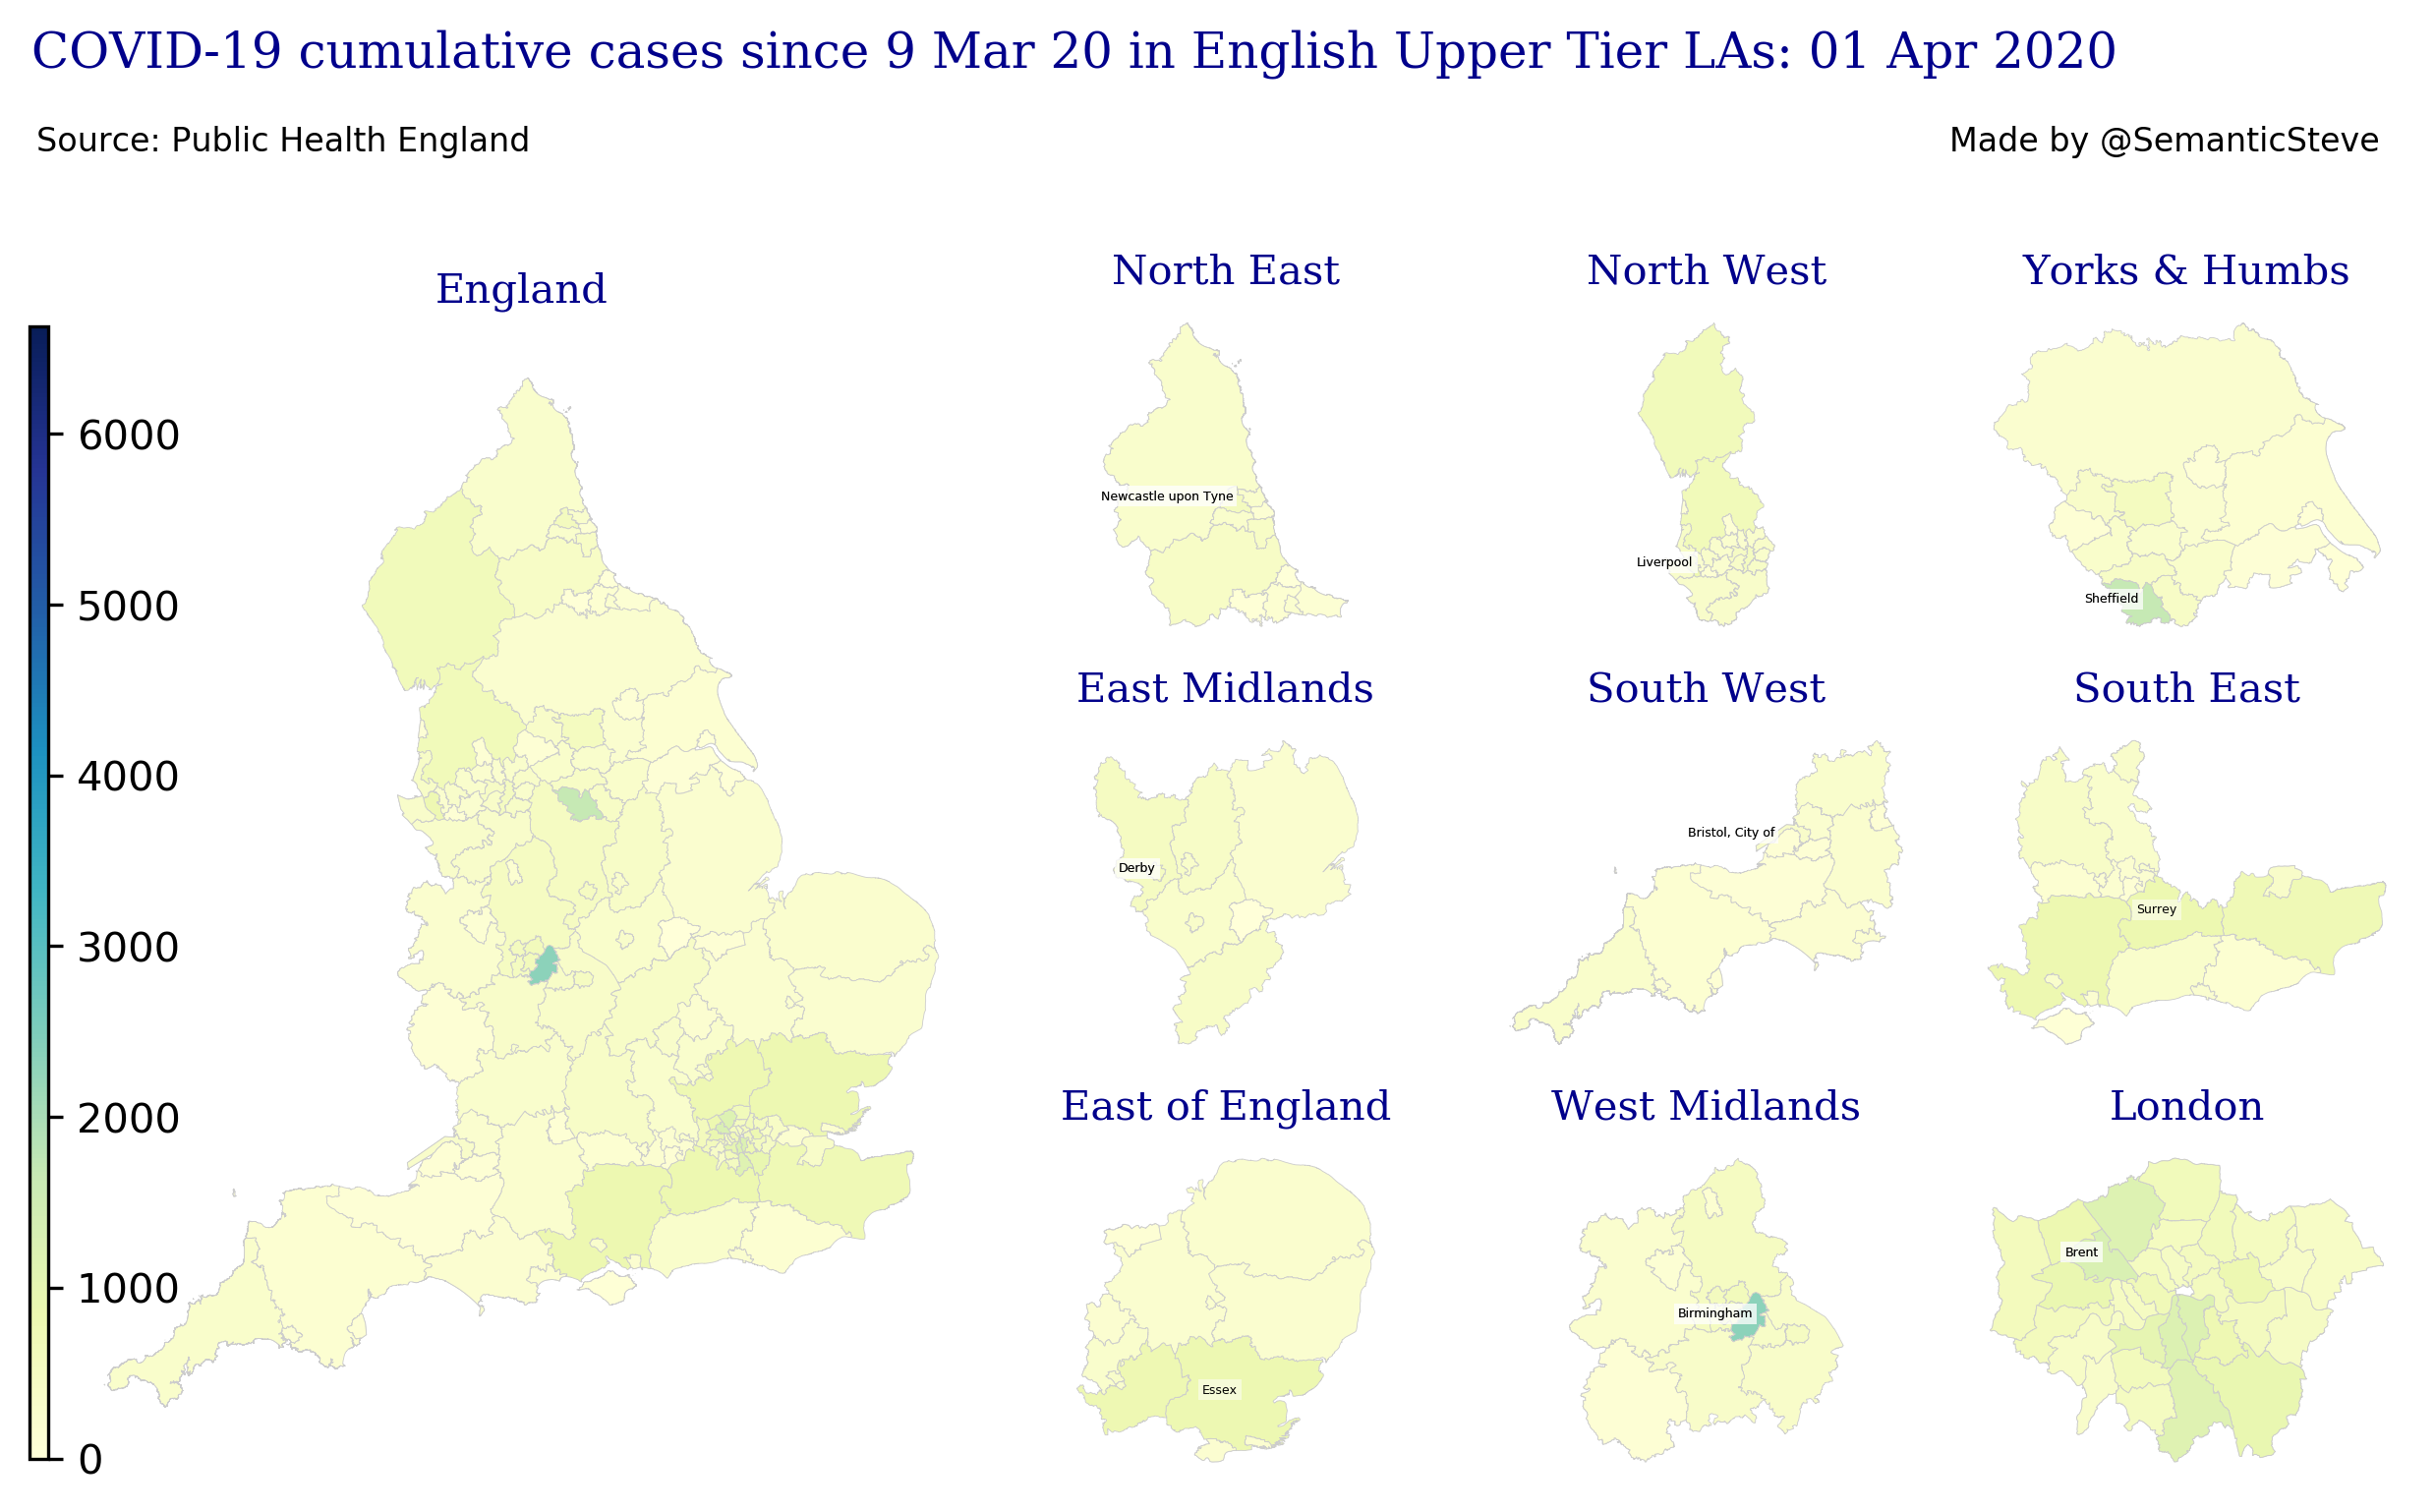 COVID-19 cumulative cases since 9 Mar 20 in English Upper Tier LAs: 01 Apr 2020
Source: Public Health England
Made by @SemanticSteve
England
6000
5000
4000
3000
2000
1000
0
North East
Newcastle upon Tyne
North West
Liverpool
Yorks & Humbs
Sheffield
East Midlands
Derby
South West
Bristol, City of
South East
Surrey
East of England
Essex
West Midlands
Birmingham
London
Brent